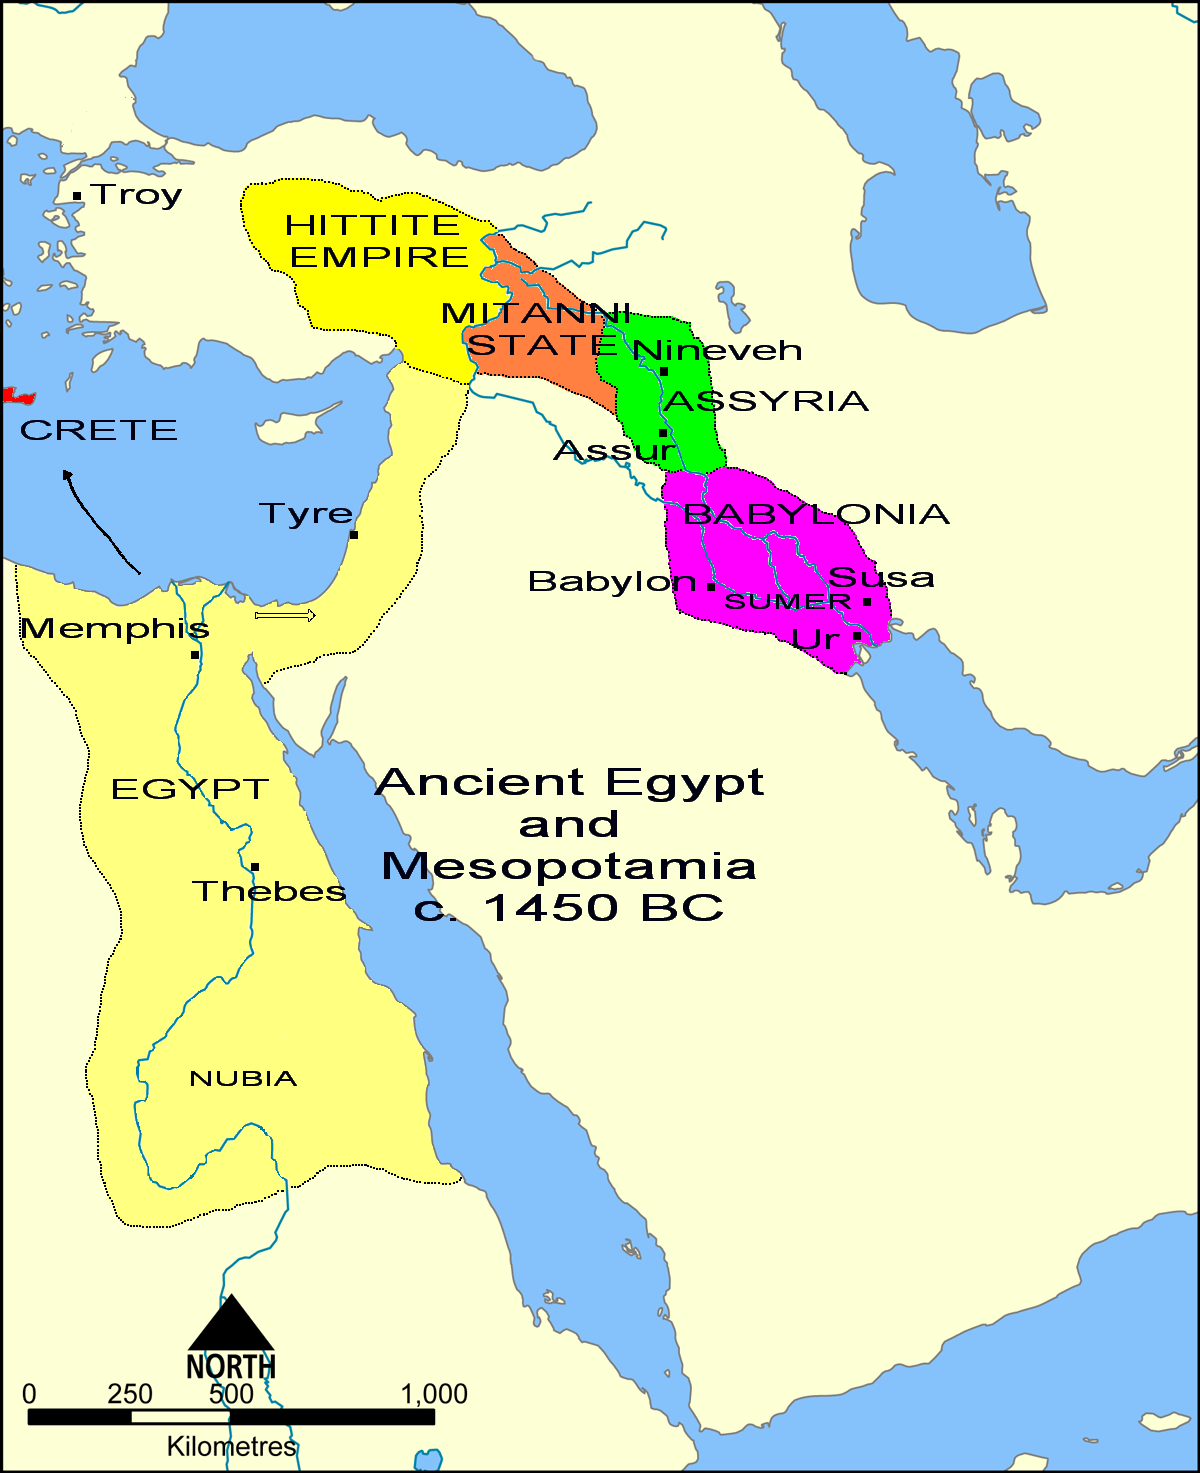 Troy
HITTITE
EMPIRE
MITANNI
STATE
Nineveh
ASSYRIA
CRETE
Assur
Tyre
BABYLONIA
Babylon
Susa
SUMER
Memphis
Ur
EGYPT
Ancient Egypt
and
Mesopotamia
c. 1450 BC
Thebes
NUBIA
NORTH
0 250 500 1,000
Kilometres